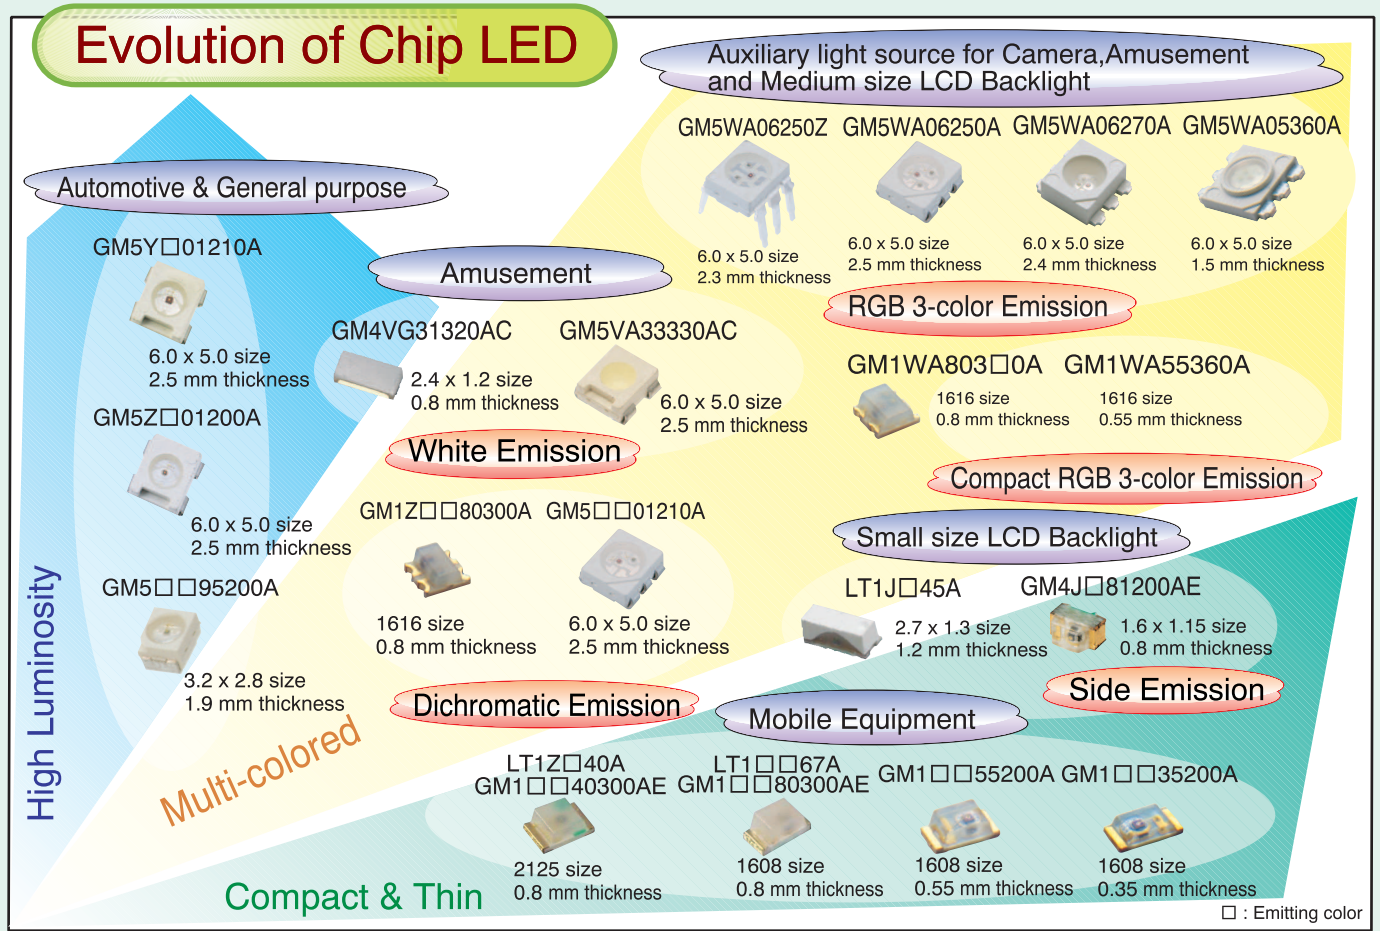 Evolution of Chip LED
Auxiliary light source for Camera,Amusement
and Medium size LCD Backlight
GM5WA06250Z GM5WA06250A GM5WA06270A GM5WA05360A
6.0 x 5.0 size
2.3 mm thickness
6.0 x 5.0 size
2.5 mm thickness
6.0 x 5.0 size
2.4 mm thickness
6.0 x 5.0 size
1.5 mm thickness
RGB 3-color Emission
Automotive & General purpose
GM5Y□01210A
6.0 x 5.0 size
2.5 mm thickness
GM5Z□01200A
6.0 x 5.0 size
2.5 mm thickness
GM5□□95200A
3.2 x 2.8 size
1.9 mm thickness
High Luminosity
Amusement
GM4VG31320AC GM5VA33330AC
2.4 x 1.2 size
0.8 mm thickness
6.0 x 5.0 size
2.5 mm thickness
White Emission
GM1WA803□0A GM1WA55360A
1616 size
0.8 mm thickness
1616 size
0.55 mm thickness
Compact RGB 3-color Emission
GM1Z□□80300A GM5□□01210A
1616 size
0.8 mm thickness
6.0 x 5.0 size
2.5 mm thickness
Dichromatic Emission
Multi-colored
Small size LCD Backlight
LT1J□45A GM4J□81200AE
2.7 x 1.3 size
1.2 mm thickness
1.6 x 1.15 size
0.8 mm thickness
Side Emission
Mobile Equipment
LT1Z□40A
GM1□□40300AE
LT1□□67A
GM1□□80300AE
GM1□□55200A GM1□□35200A
2125 size
0.8 mm thickness
1608 size
0.8 mm thickness
1608 size
0.55 mm thickness
1608 size
0.35 mm thickness
Compact & Thin
□ : Emitting color